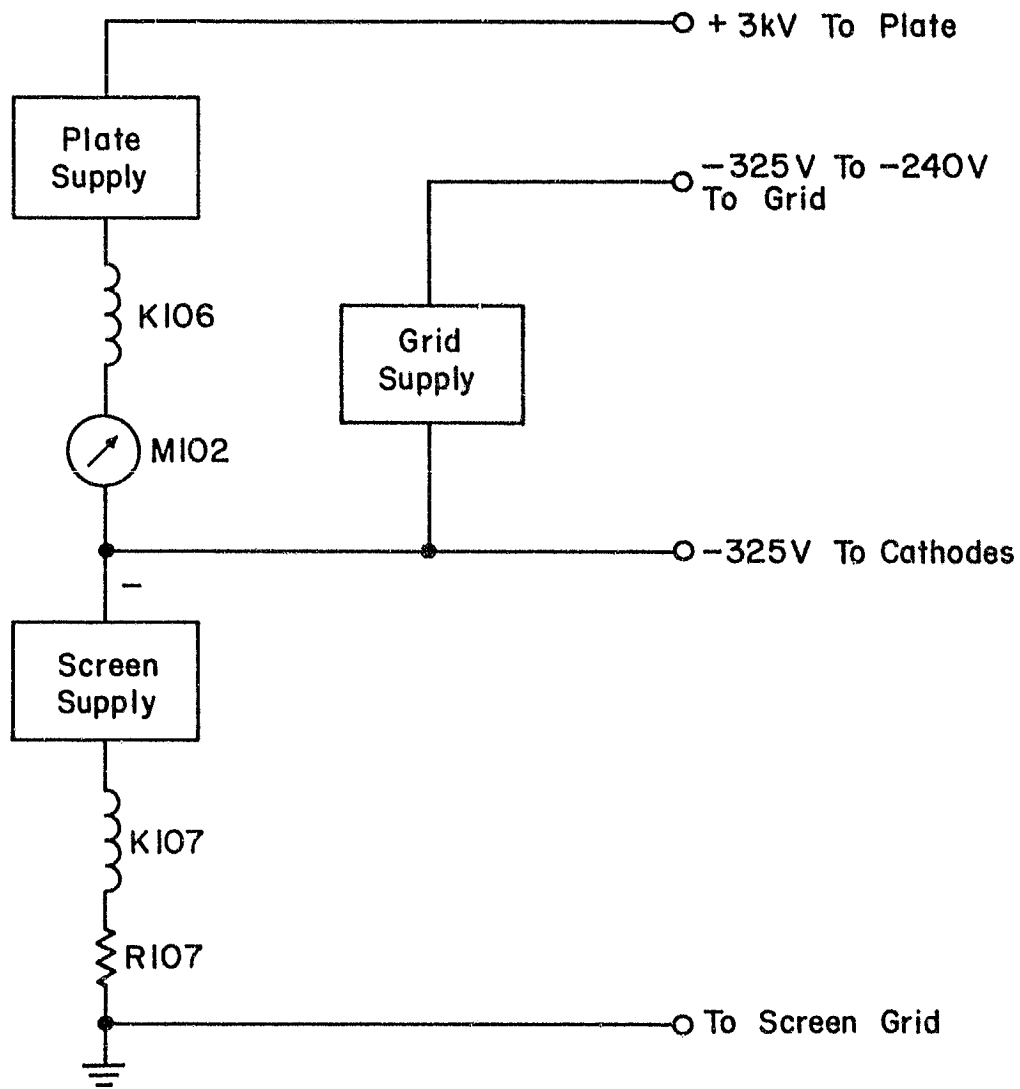 + 3kV To Plate
Plate
Supply
-325V To -240V
To Grid
K106
Grid
Supply
M102
-325V To Cathodes
-
Screen
Supply
K107
R107
To Screen Grid